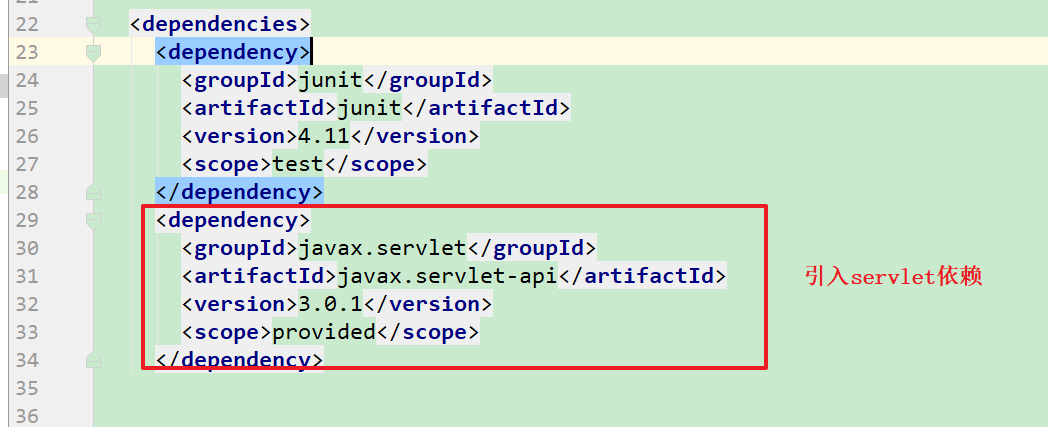 22 <dependencies>
23 <dependency>
24 <groupId>junit</groupId>
25 <artifactId>junit</artifactId>
26 <version>4.11</version>
27 <scope>test</scope>
28 </dependency>
29 <dependency>
30 <groupId>javax.servlet</groupId>
31 <artifactId>javax.servlet-api</artifactId>
引入servlet依赖
32 <version>3.0.1</version>
33 <scope>provided</scope>
34 </dependency>
35
36